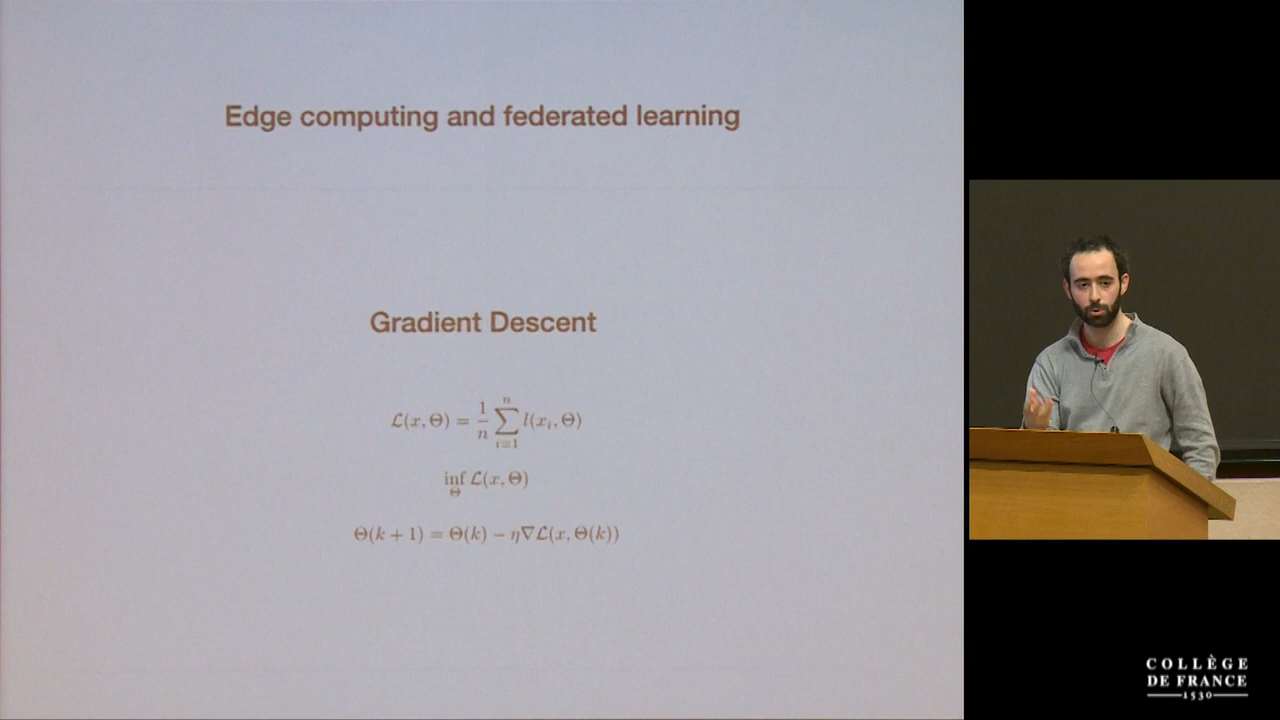 Edge computing and federated learning
Gradient Descent
ℒ(x, Θ) = 1/n ∑_{i=1}^{n} l(x_i, Θ)
inf_Θ ℒ(x, Θ)
Θ(k + 1) = Θ(k) − η∇ℒ(x, Θ(k))
COLLÈGE
DE FRANCE
1530